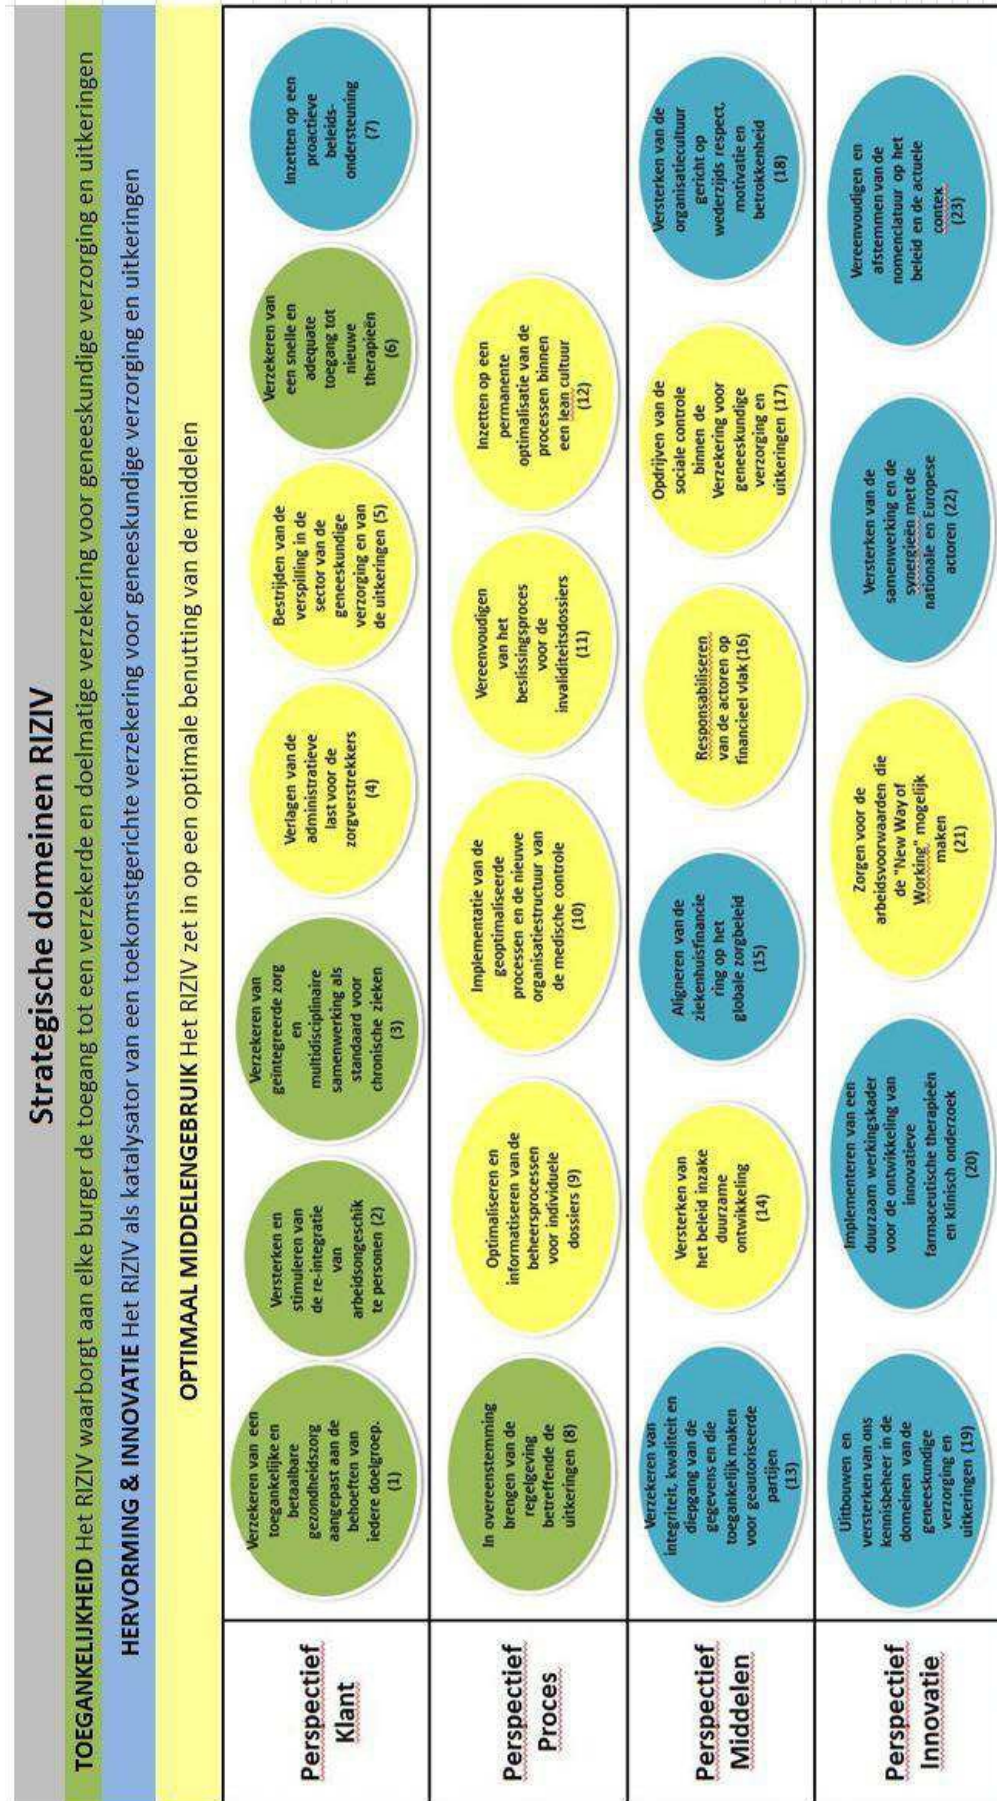 Strategische domeinen RIZIV
TOEGANKELIJKHEID Het RIZIV waarborgt aan elke burger de toegang tot een verzekerde en doelmatige verzekering voor geneeskundige verzorging en uitkeringen
HERVORMING & INNOVATIE Het RIZIV als katalysator van een toekomstgerichte verzekering voor geneeskundige verzorging en uitkeringen
OPTIMAAL MIDDELENGEBRUIK Het RIZIV zet in op een optimale benutting van de middelen
Perspectief
Klant
Verzekeren van een
toegankelijke en
betaalbare
gezondheidszorg
aangepast aan de
behoeften van
iedere doelgroep.
(1)
Versterken en
stimuleren van
de re-integratie
van
arbeidsongeschik
te personen (2)
Verzekeren van
geïntegreerde zorg
en
multidisciplinaire
samenwerking als
standaard voor
chronische zieken
(3)
Verlagen van de
administratieve
last voor de
zorgverstrekkers
(4)
Bestrijden van de
verspilling in de
sector van de
geneeskundige
verzorging en van
de uitkeringen (5)
Verzekeren van
een snelle en
adequate
toegang tot
nieuwe
therapieën
(6)
Inzetten op een
proactieve
beleids-
ondersteuning
(7)
Perspectief
Proces
In overeenstemming
brengen van de
regelgeving
betreffende de
uitkeringen (8)
Optimaliseren en
informatiseren van de
beheersprocessen
voor individuele
dossiers (9)
Implementatie van de
geoptimaliseerde
processen en de nieuwe
organisatiestructuur van
de medische controle
(10)
Vereenvoudigen
van het
beslissingsproces
voor de
invaliditeitsdossiers
(11)
Inzetten op een
permanente
optimalisatie van de
processen binnen
een lean cultuur
(12)
Perspectief
Middelen
Verzekeren van
integriteit, kwaliteit en
diepgang van de
gegevens en die
toegankelijk maken
voor geautoriseerde
partijen
(13)
Versterken van
het beleid inzake
duurzame
ontwikkeling
(14)
Aligneren van de
ziekenhuisfinancie
ring op het
globale zorgbeleid
(15)
Responsabiliseren
van de actoren op
financieel vlak (16)
Opdrijven van de
sociale controle
binnen de
Verzekering voor
geneeskundige
verzorging en
uitkeringen (17)
Versterken van de
organisatiecultuur
gericht op
wederzijds respect,
motivatie en
betrokkenheid
(18)
Perspectief
Innovatie
Uitbouwen en
versterken van ons
kennisbeheer in de
domeinen van de
geneeskundige
verzorging en
uitkeringen (19)
Implementeren van een
duurzaam werkingskader
voor de ontwikkeling van
innovatieve
farmaceutische therapieën
en klinisch onderzoek
(20)
Zorgen voor de
arbeidsvoorwaarden die
de "New Way of
Working" mogelijk
maken
(21)
Versterken van de
samenwerking en de
synergieën met de
nationale en Europese
actoren (22)
Vereenvoudigen en
afstemmen van de
nomenclatuur op het
beleid en de actuele
contex
(23)